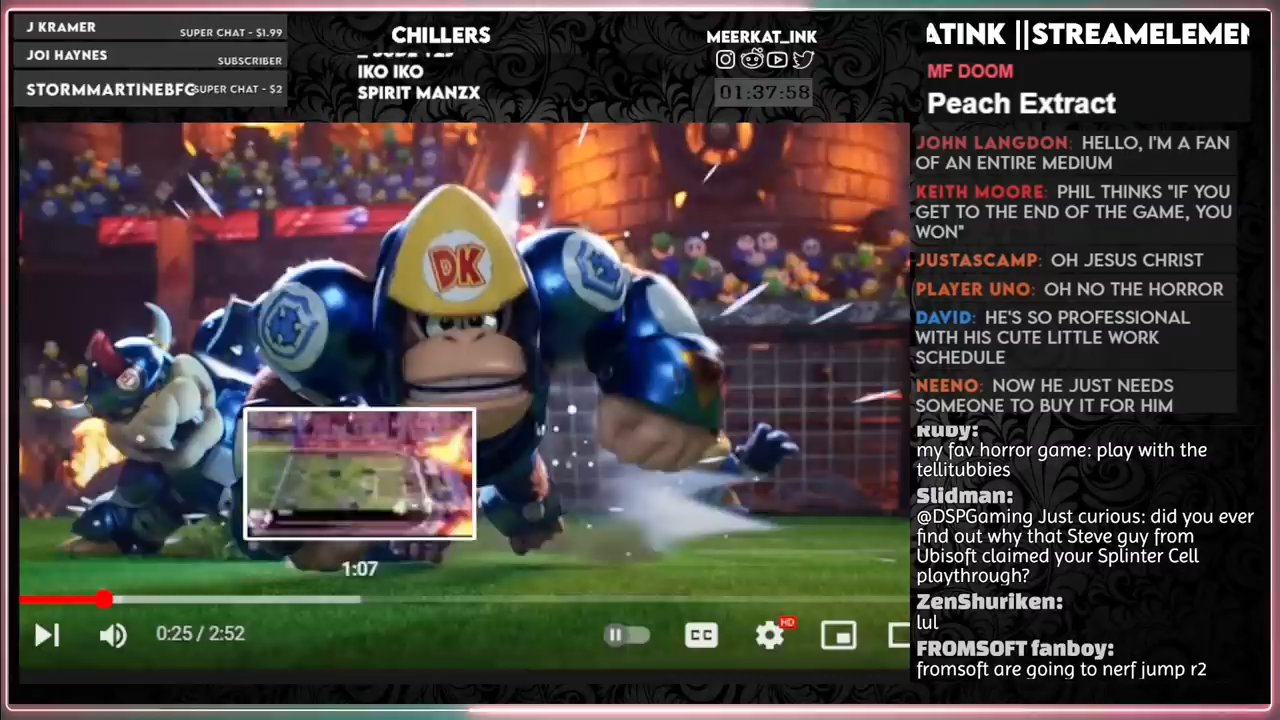 J KRAMER
SUPER CHAT - $1.99
JOI HAYNES
SUBSCRIBER
STORMMARTINEBFG
SUPER CHAT - $2
CHILLERS
IKO IKO
SPIRIT MANZX
MEERKAT_INK
01:37:58
ATINK ||STREAMELEMEN
MF DOOM
Peach Extract
JOHN LANGDON: HELLO, I'M A FAN
OF AN ENTIRE MEDIUM
KEITH MOORE: PHIL THINKS "IF YOU
GET TO THE END OF THE GAME, YOU
WON"
JUSTASCAMP: OH JESUS CHRIST
PLAYER UNO: OH NO THE HORROR
DAVID: HE'S SO PROFESSIONAL
WITH HIS CUTE LITTLE WORK
SCHEDULE
NEENO: NOW HE JUST NEEDS
SOMEONE TO BUY IT FOR HIM
Ruby:
my fav horror game: play with the
tellitubbies
Slidman:
@DSPGaming Just curious: did you ever
find out why that Steve guy from
Ubisoft claimed your Splinter Cell
playthrough?
ZenShuriken:
lul
FROMSOFT fanboy:
fromsoft are going to nerf jump r2
DK
1:07
0:25 / 2:52
CC
HD